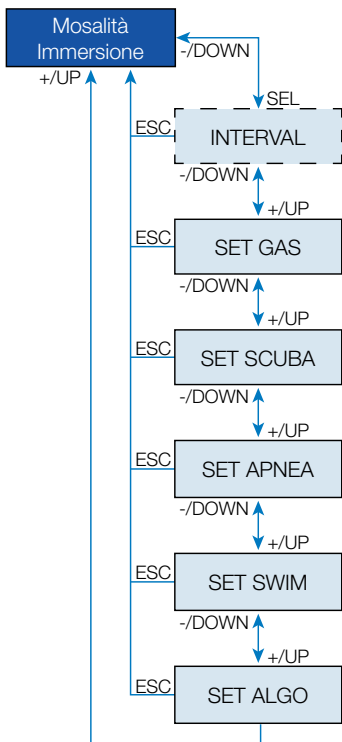 Mosalità
Immersione
-/DOWN
+/UP
SEL
ESC
INTERVAL
-/DOWN
+/UP
ESC
SET GAS
-/DOWN
+/UP
ESC
SET SCUBA
-/DOWN
+/UP
ESC
SET APNEA
-/DOWN
+/UP
ESC
SET SWIM
-/DOWN
+/UP
ESC
SET ALGO